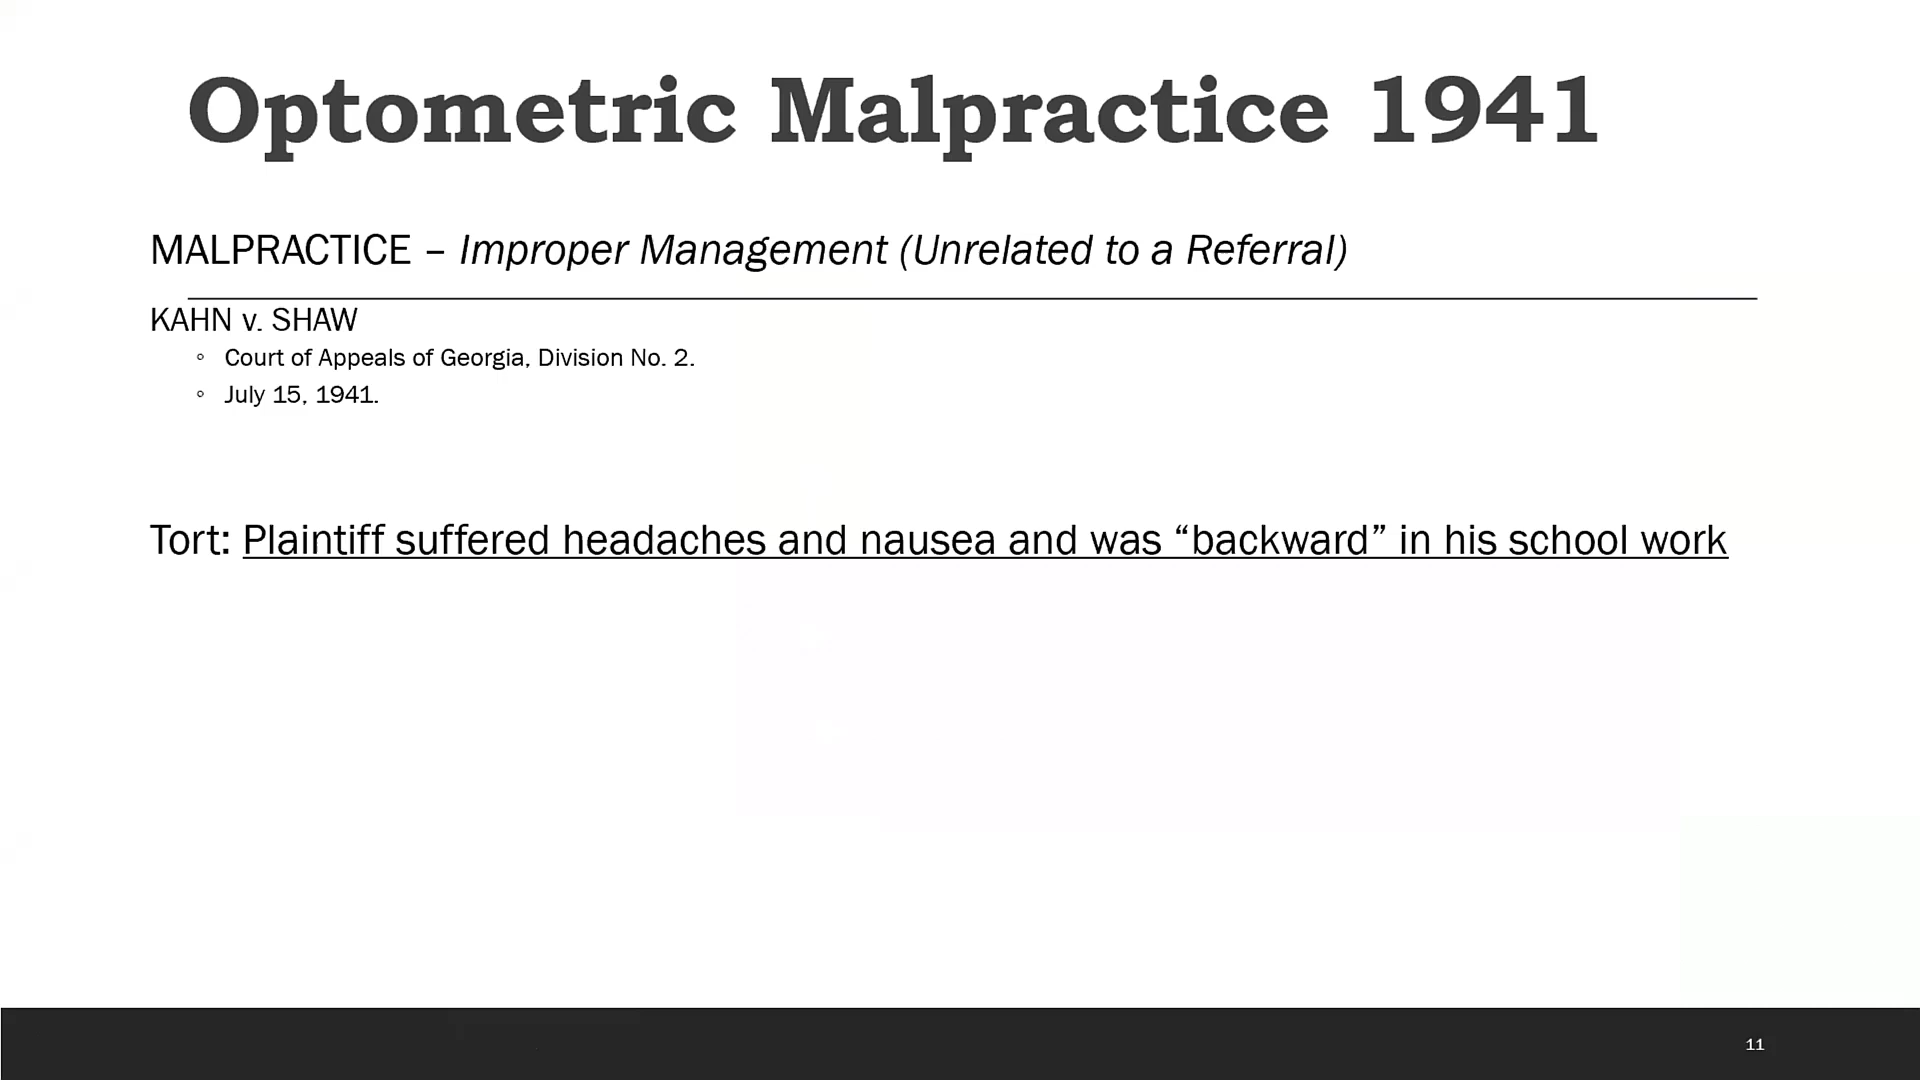 Optometric Malpractice 1941
MALPRACTICE – Improper Management (Unrelated to a Referral)
KAHN v. SHAW
◦ Court of Appeals of Georgia, Division No. 2.
◦ July 15, 1941.
Tort: Plaintiff suffered headaches and nausea and was “backward” in his school work
11